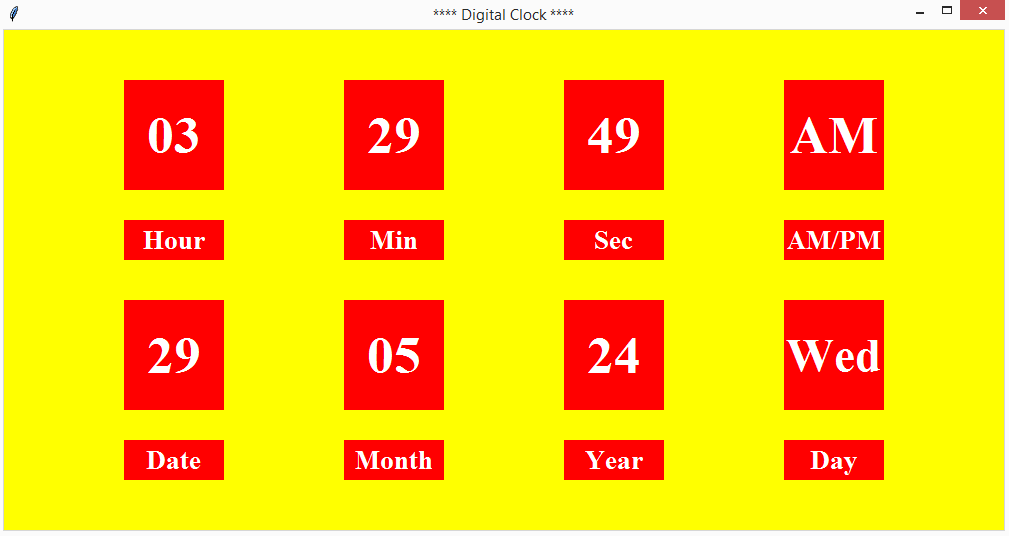 **** Digital Clock ****
03 29 49 AM
Hour Min Sec AM/PM
29 05 24 Wed
Date Month Year Day